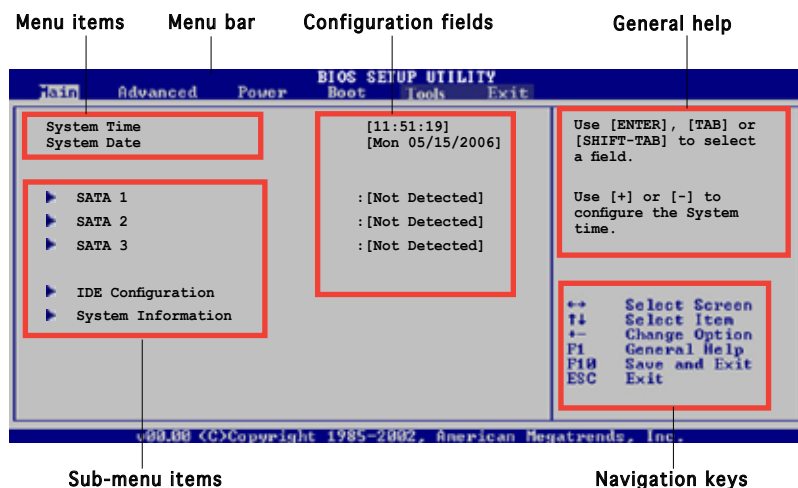 Menu items Menu bar Configuration fields General help
BIOS SETUP UTILITY
Main Advanced Power Boot Tools Exit
System Time [11:51:19]
System Date [Mon 05/15/2006]
SATA 1 :[Not Detected]
SATA 2 :[Not Detected]
SATA 3 :[Not Detected]
IDE Configuration
System Information
Use [ENTER], [TAB] or
[SHIFT-TAB] to select
a field.
Use [+] or [-] to
configure the System
time.
←→ Select Screen
↑↓ Select Item
+- Change Option
F1 General Help
F10 Save and Exit
ESC Exit
v00.00 (C)Copyright 1985-2002, American Megatrends, Inc.
Sub-menu items Navigation keys